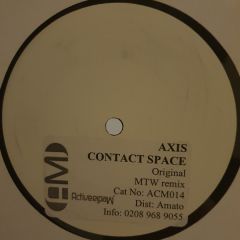 AXIS
CONTACT SPACE
Original
MTW remix
Cat No: ACM014
Dist: Amato
Info: 0208 968 9055